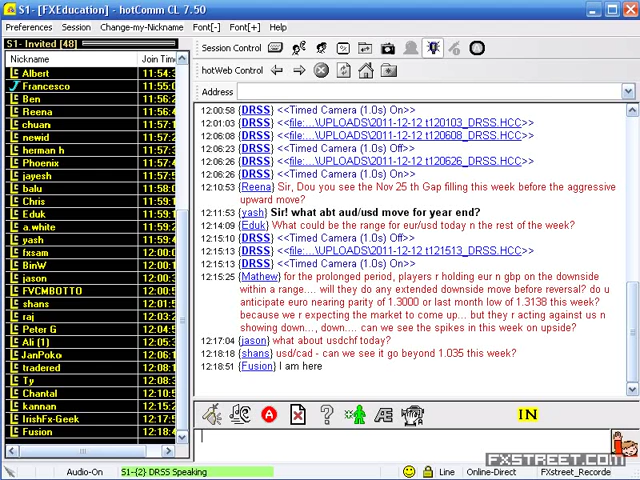 S1- [FXEducation] - hotComm CL 7.50
Preferences Session Change-my-Nickname Font[-] Font[+] Help
S1- Invited [48]
Nickname Join Time
Albert 11:54:3
Francesco 11:55:0
Ben 11:56:2
Reena 11:56:2
chuan 11:56:2
newid 11:56:2
herman h 11:57:4
Phoenix 11:57:4
jayesh 11:57:5
balu 11:58:0
Chris 11:59:1
Eduk 11:59:1
a.white 11:59:2
yash 11:59:4
fxsam 12:00:0
BinW 12:00:1
jason 12:00:2
FVCMBOTTO 12:01:3
shans 12:01:5
raj 12:03:2
Peter G 12:04:2
Ali (1) 12:05:3
JanPoko 12:06:1
tradered 12:08:1
Ty 12:08:3
Chantal 12:10:5
kannan 12:15:2
IrishFx-Geek 12:17:5
Fusion 12:18:4
Session Control
hotWeb Control
Address
12:00:58 {DRSS} <<Timed Camera (1.0s) On>>
12:01:03 {DRSS} <<file:...\UPLOADS\2011-12-12 t120103_DRSS.HCC>>
12:06:08 {DRSS} <<file:...\UPLOADS\2011-12-12 t120608_DRSS.HCC>>
12:06:23 {DRSS} <<Timed Camera (1.0s) Off>>
12:06:26 {DRSS} <<file:...\UPLOADS\2011-12-12 t120626_DRSS.HCC>>
12:06:26 {DRSS} <<Timed Camera (1.0s) On>>
12:10:53 {Reena} Sir, Dou you see the Nov 25 th Gap filling this week before the aggressive
upward move?
12:11:53 {yash} Sir! what abt aud/usd move for year end?
12:14:09 {Eduk} What could be the range for eur/usd today n the rest of the week?
12:15:10 {DRSS} <<Timed Camera (1.0s) Off>>
12:15:13 {DRSS} <<file:...\UPLOADS\2011-12-12 t121513_DRSS.HCC>>
12:15:13 {DRSS} <<Timed Camera (1.0s) On>>
12:15:25 {Mathew} for the prolonged period, players r holding eur n gbp on the downside
within a range.... will they do any extended downside move before reversal? do u
anticipate euro nearing parity of 1.3000 or last month low of 1.3138 this week?
because we r expecting the market to come up... but they r acting against us n
showing down..., down.... can we see the spikes in this week on upside?
12:17:04 {jason} what about usdchf today?
12:18:18 {shans} usd/cad - can we see it go beyond 1.035 this week?
12:18:51 {Fusion} I am here
A ? Æ IN
FXSTREET.COM
Audio-On S1-{2} DRSS Speaking Line Online-Direct FXstreet_Recorde